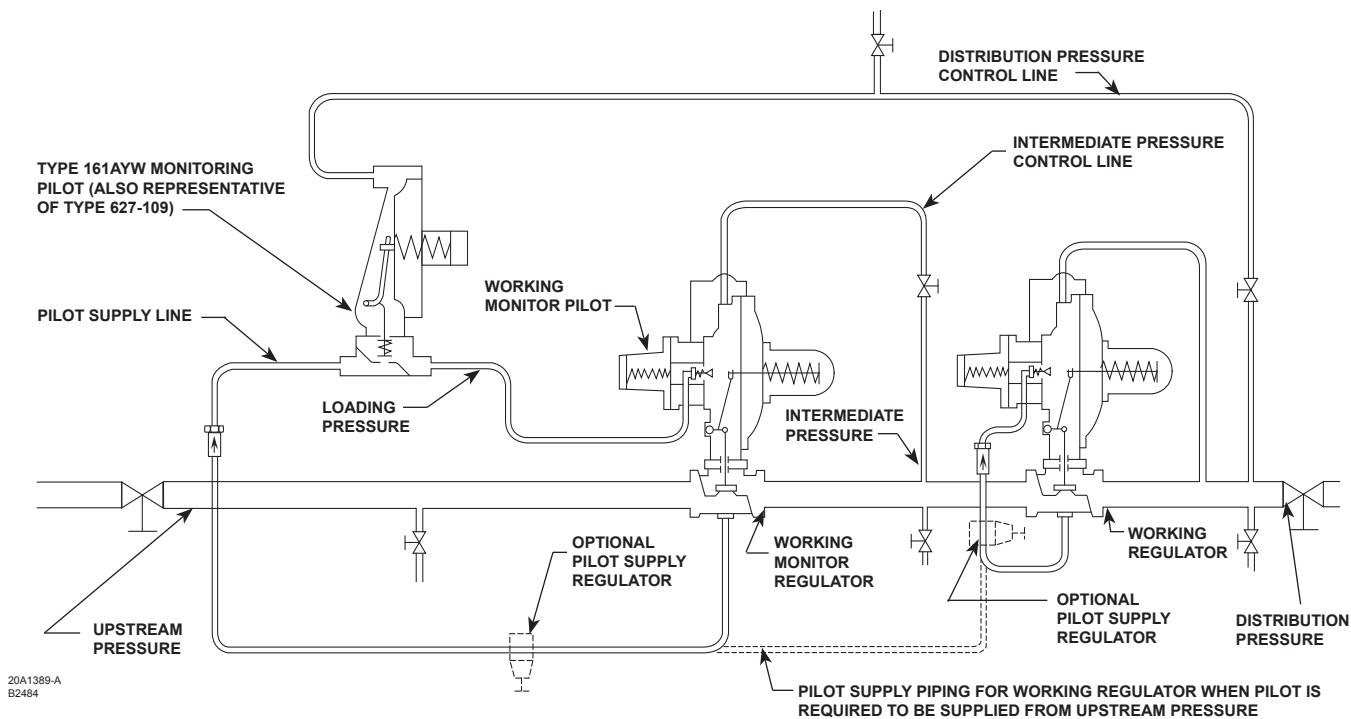 DISTRIBUTION PRESSURE
CONTROL LINE
INTERMEDIATE PRESSURE
CONTROL LINE
TYPE 161AYW MONITORING
PILOT (ALSO REPRESENTATIVE
OF TYPE 627-109)
WORKING
MONITOR PILOT
PILOT SUPPLY LINE
LOADING
PRESSURE
INTERMEDIATE
PRESSURE
OPTIONAL
PILOT SUPPLY
REGULATOR
WORKING
MONITOR
REGULATOR
WORKING
REGULATOR
OPTIONAL
PILOT SUPPLY
REGULATOR
DISTRIBUTION
PRESSURE
UPSTREAM
PRESSURE
PILOT SUPPLY PIPING FOR WORKING REGULATOR WHEN PILOT IS
REQUIRED TO BE SUPPLIED FROM UPSTREAM PRESSURE
20A1389-A
B2484